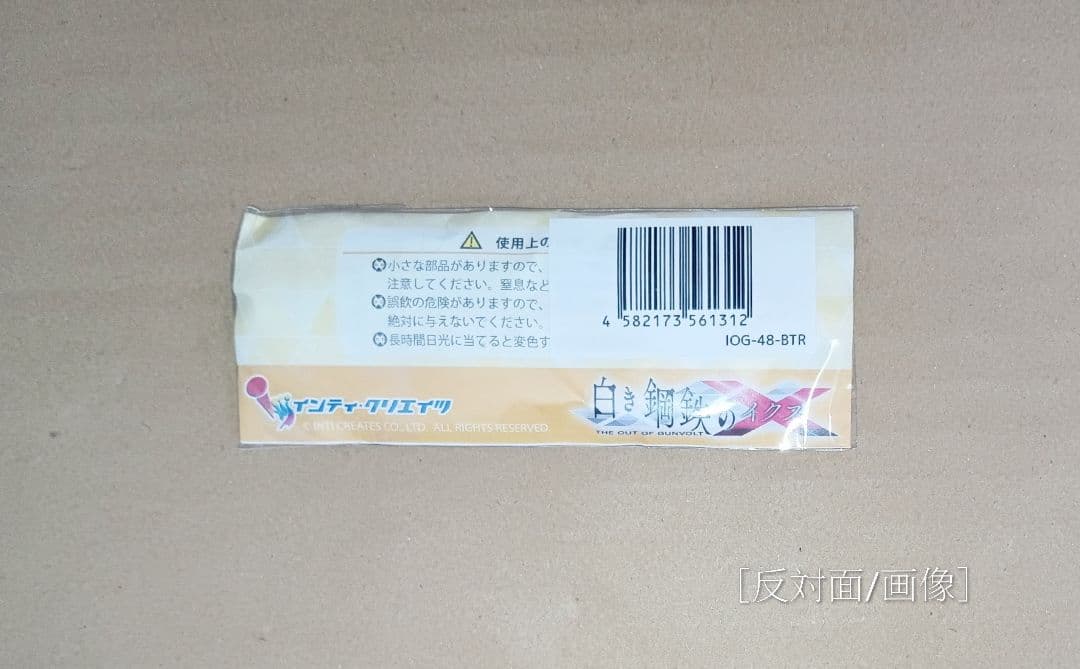 使用上の
小さな部品がありますので、
注意してください。窒息など
誤飲の危険がありますので、
絶対に与えないでください。
長時間日光に当てると変色す
4 582173 561312
IOG-48-BTR
インティ・クリエイツ
© INTI CREATES CO., LTD. ALL RIGHTS RESERVED
白き鋼鉄のX
イクス
THE OUT OF GUNVOLT
[反対面/画像]